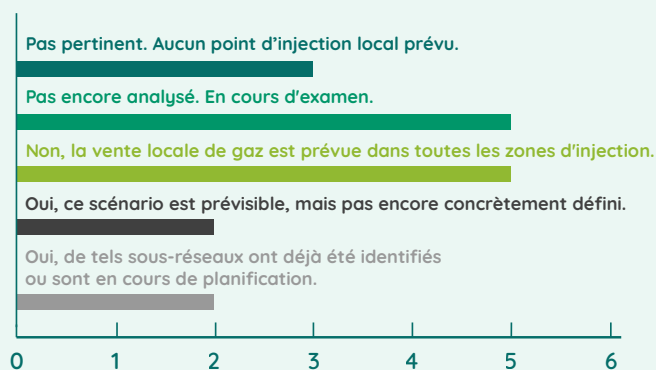 Pas pertinent. Aucun point d’injection local prévu.
Pas encore analysé. En cours d'examen.
Non, la vente locale de gaz est prévue dans toutes les zones d'injection.
Oui, ce scénario est prévisible, mais pas encore concrètement défini.
Oui, de tels sous-réseaux ont déjà été identifiés
ou sont en cours de planification.
0 1 2 3 4 5 6